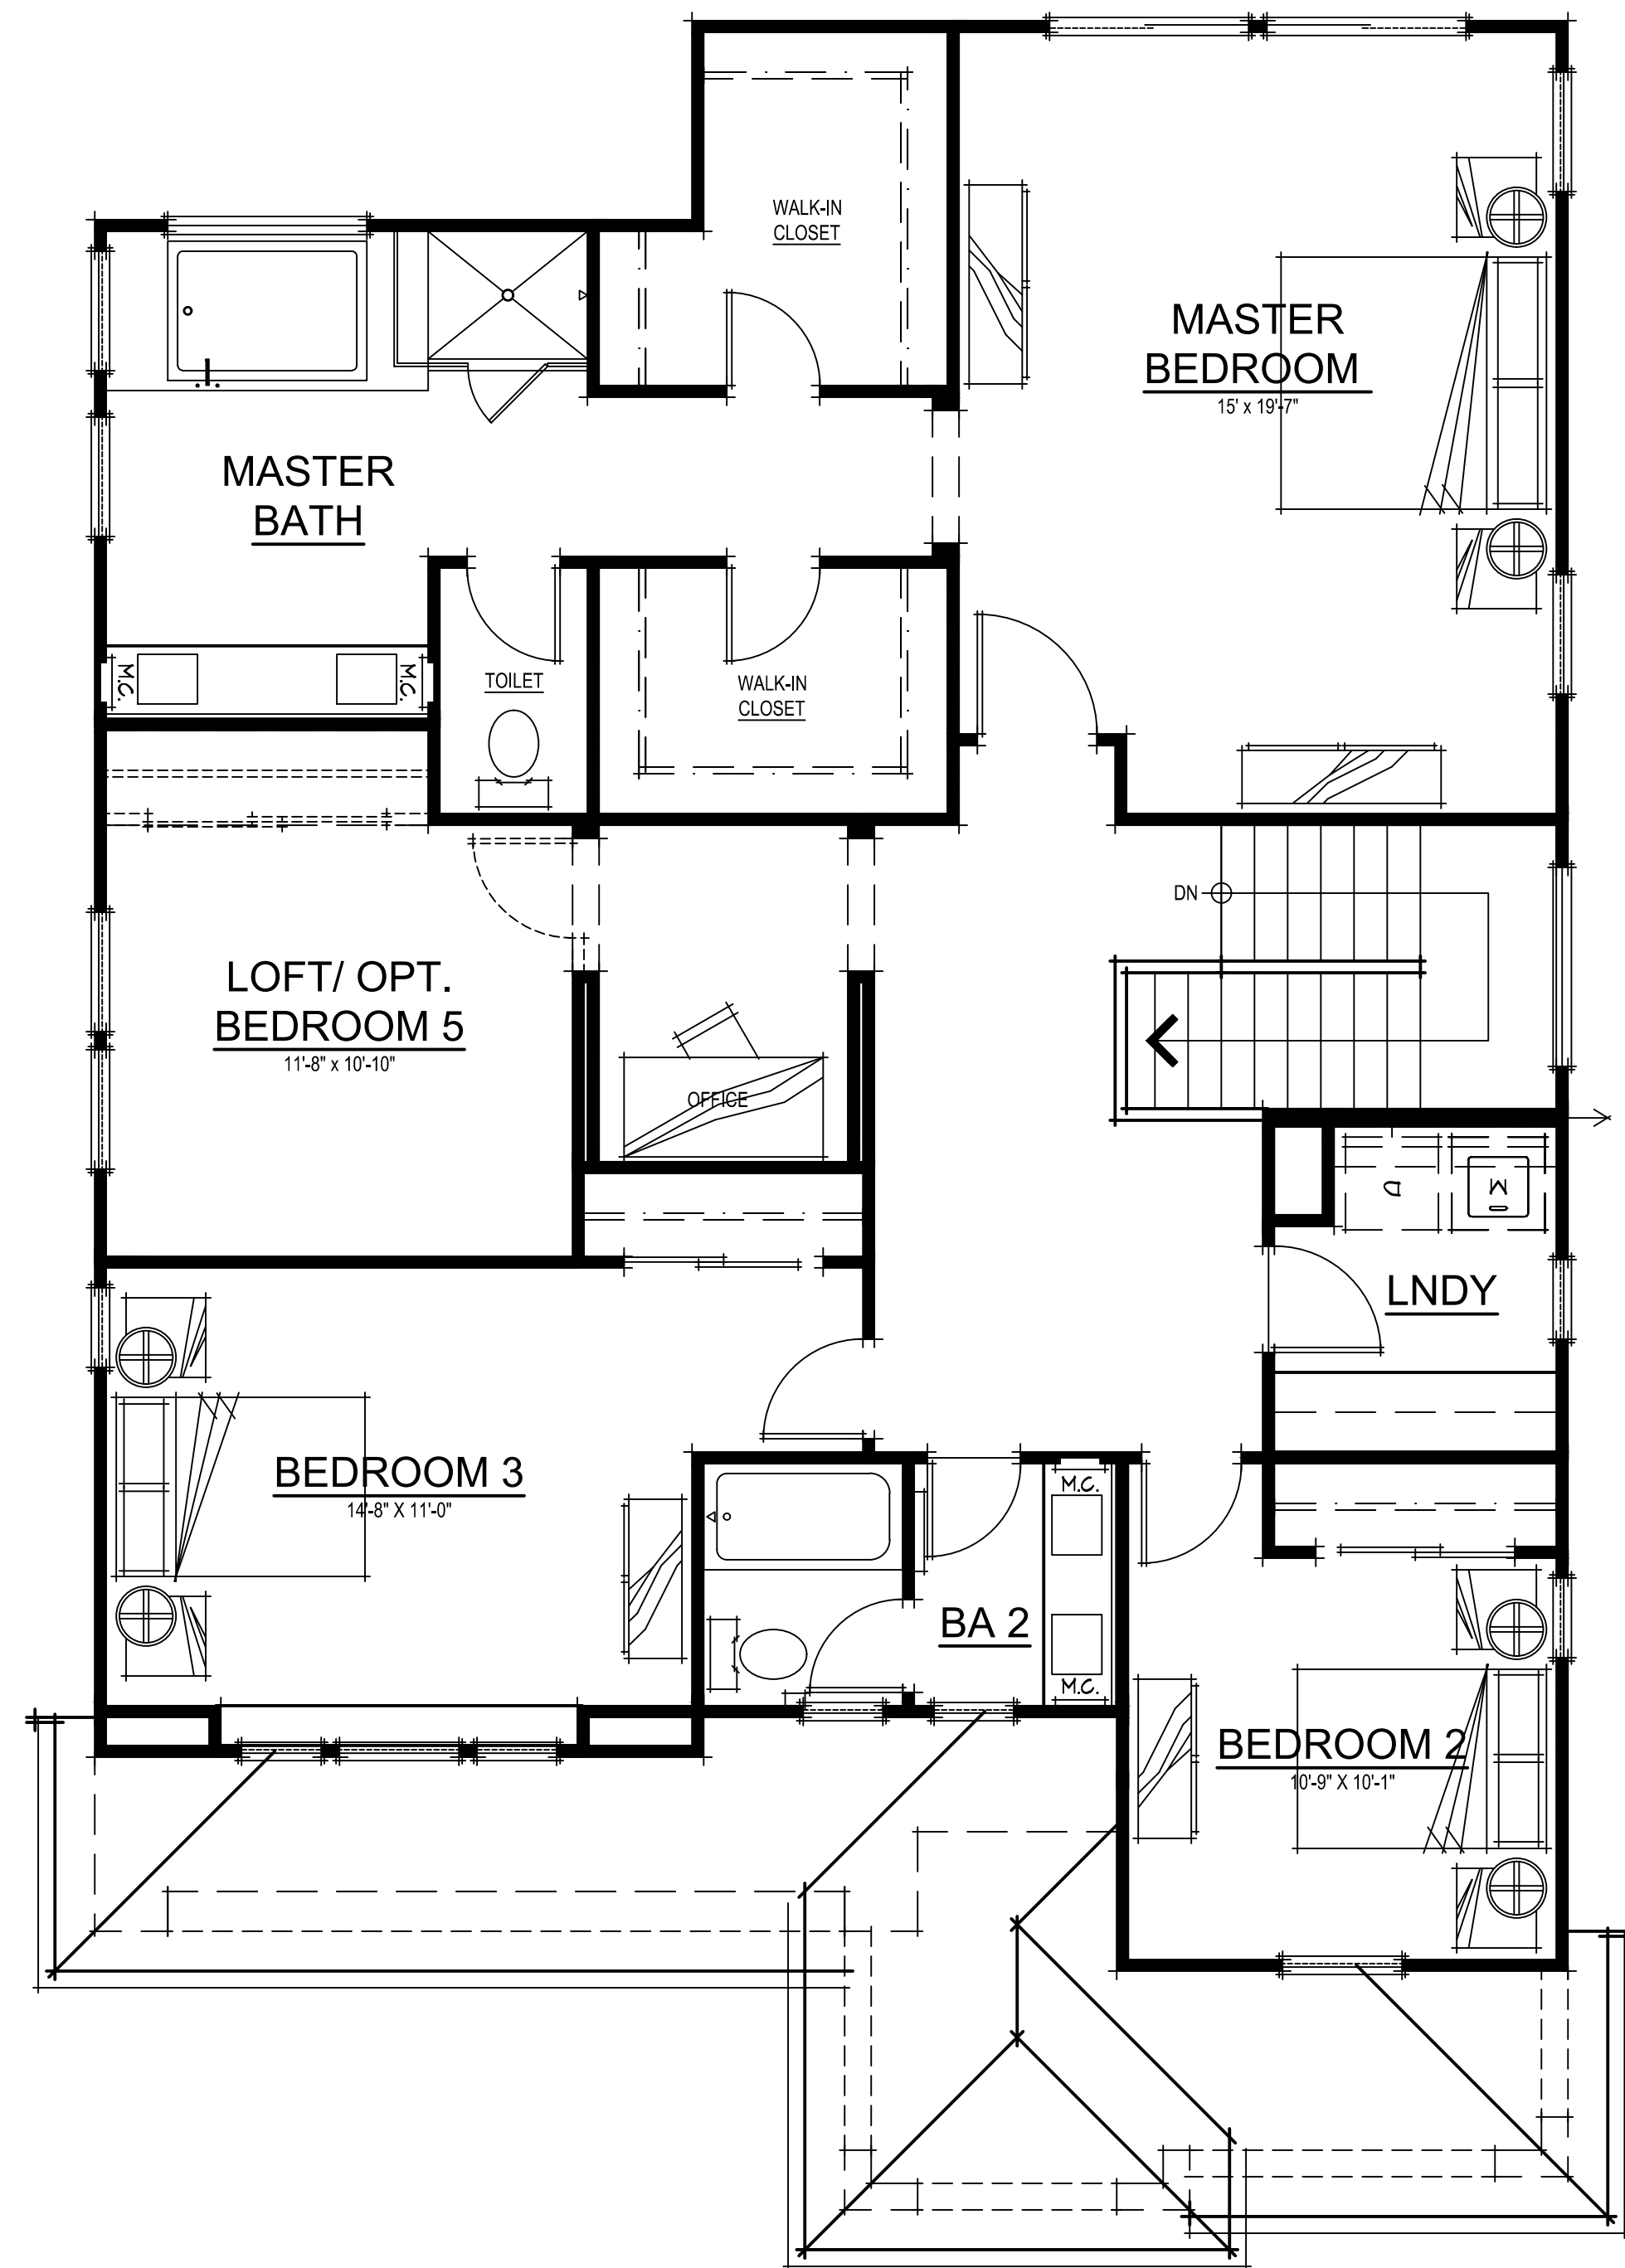 WALK-IN
CLOSET
MASTER
BEDROOM
15' x 19'-7"
MASTER
BATH
M.C.
M.C.
TOILET
WALK-IN
CLOSET
DN
LOFT/ OPT.
BEDROOM 5
11'-8" x 10'-10"
OFFICE
D
W
LNDY
BEDROOM 3
14'-8" X 11'-0"
M.C.
BA 2
M.C.
BEDROOM 2
10'-9" X 10'-1"